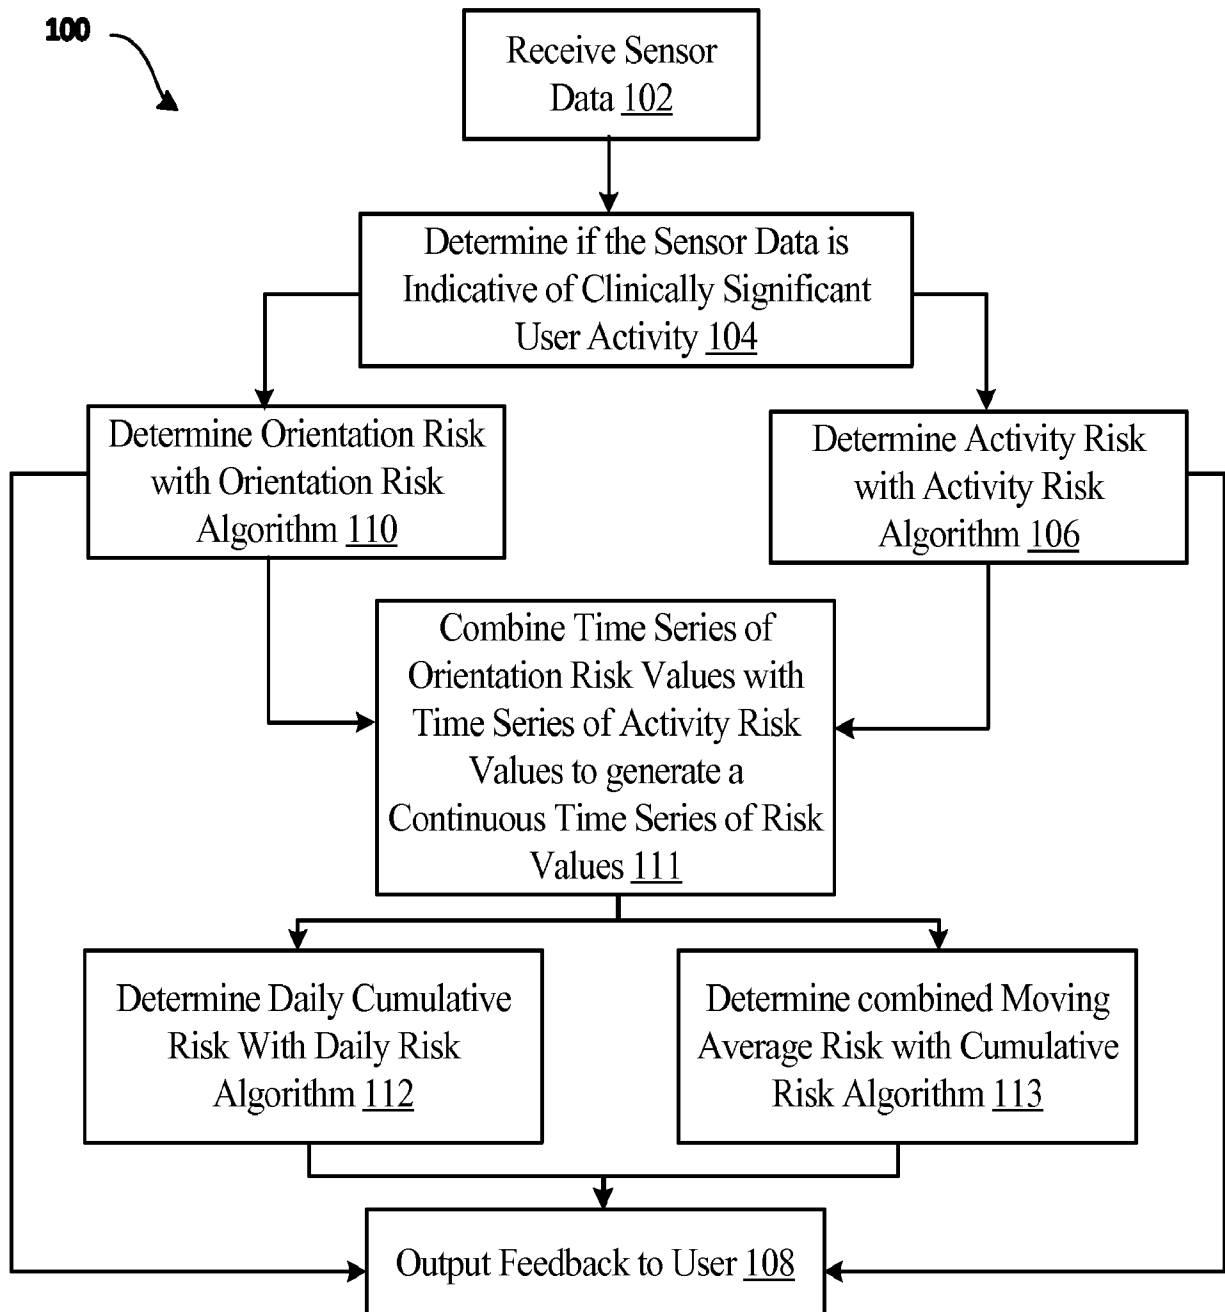 100
Receive Sensor
Data 102
Determine if the Sensor Data is
Indicative of Clinically Significant
User Activity 104
Determine Orientation Risk
with Orientation Risk
Algorithm 110
Determine Activity Risk
with Activity Risk
Algorithm 106
Combine Time Series of
Orientation Risk Values with
Time Series of Activity Risk
Values to generate a
Continuous Time Series of Risk
Values 111
Determine Daily Cumulative
Risk With Daily Risk
Algorithm 112
Determine combined Moving
Average Risk with Cumulative
Risk Algorithm 113
Output Feedback to User 108